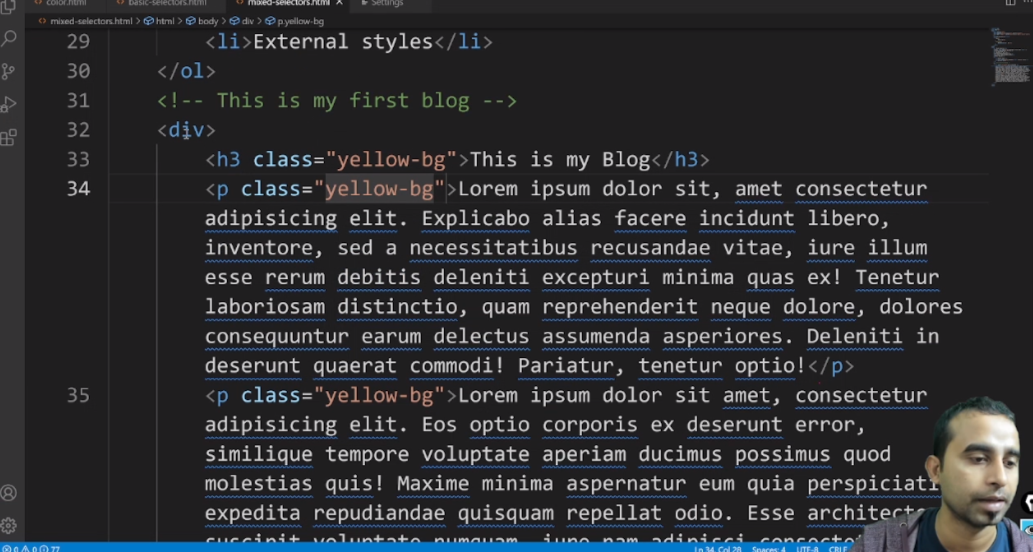 color.html basic-selectors.html mixed-selectors.html Settings
mixed-selectors.html > html > body > div > p.yellow-bg
29 <li>External styles</li>
30 </ol>
31 <!-- This is my first blog -->
32 <div>
33 <h3 class="yellow-bg">This is my Blog</h3>
34 <p class="yellow-bg">Lorem ipsum dolor sit, amet consectetur
adipisicing elit. Explicabo alias facere incidunt libero,
inventore, sed a necessitatibus recusandae vitae, iure illum
esse rerum debitis deleniti excepturi minima quas ex! Tenetur
laboriosam distinctio, quam reprehenderit neque dolore, dolores
consequuntur earum delectus assumenda asperiores. Deleniti in
deserunt quaerat commodi! Pariatur, tenetur optio!</p>
35 <p class="yellow-bg">Lorem ipsum dolor sit amet, consectetur
adipisicing elit. Eos optio corporis ex deserunt error,
similique tempore voluptate aperiam ducimus possimus quod
molestias quis! Maxime minima aspernatur eum quia perspiciati
expedita repudiandae quisquam repellat odio. Esse architect
suscipit voluptate numquam, iure nam adipisci consectet
0 0 77 Ln 34, Col 28 Spaces: 4 UTF-8 CRLF